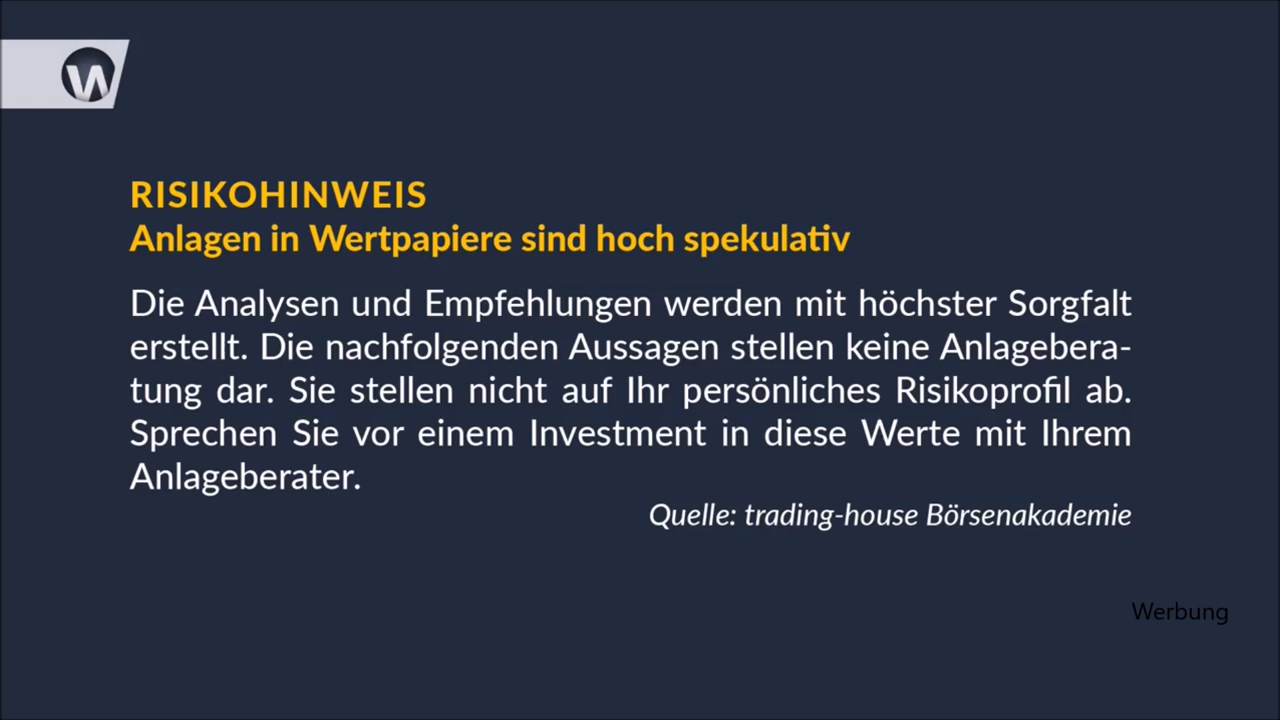 W
RISIKOHINWEIS
Anlagen in Wertpapiere sind hoch spekulativ
Die Analysen und Empfehlungen werden mit höchster Sorgfalt
erstellt. Die nachfolgenden Aussagen stellen keine Anlagebera-
tung dar. Sie stellen nicht auf Ihr persönliches Risikoprofil ab.
Sprechen Sie vor einem Investment in diese Werte mit Ihrem
Anlageberater.
Quelle: trading-house Börsenakademie
Werbung